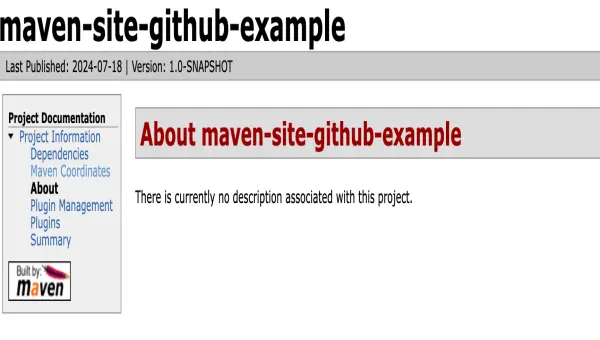 maven-site-github-example
Last Published: 2024-07-18 | Version: 1.0-SNAPSHOT
Project Documentation
Project Information
Dependencies
Maven Coordinates
About
Plugin Management
Plugins
Summary
Built by:
maven
About maven-site-github-example
There is currently no description associated with this project.